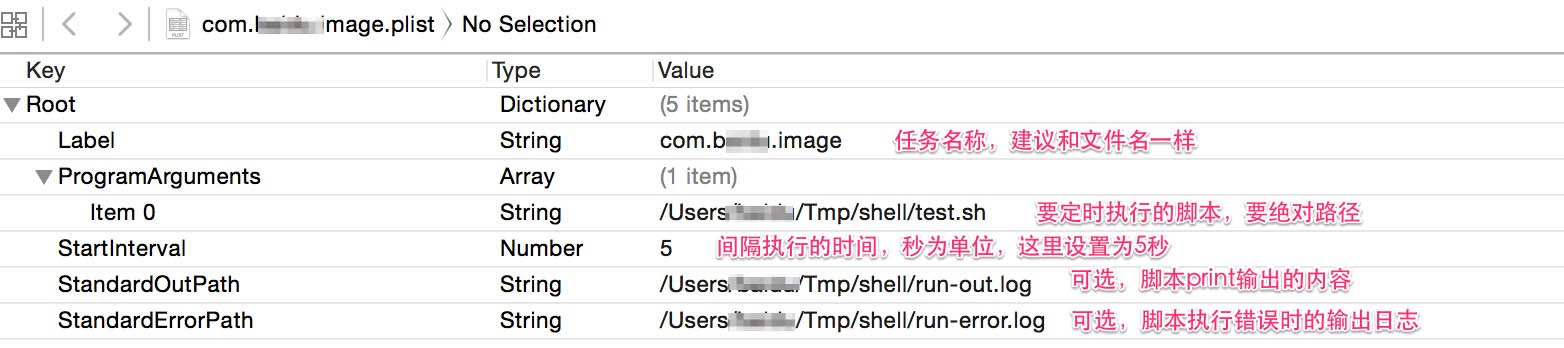 com. image.plist 〉 No Selection
Key Type Value
Root Dictionary (5 items)
Label String com.b .image 任务名称，建议和文件名一样
ProgramArguments Array (1 item)
Item 0 String /Users/ /Tmp/shell/test.sh 要定时执行的脚本，要绝对路径
StartInterval Number 5 间隔执行的时间，秒为单位，这里设置为5秒
StandardOutPath String /Users/ /Tmp/shell/run-out.log 可选，脚本print输出的内容
StandardErrorPath String /Users/ /Tmp/shell/run-error.log 可选，脚本执行错误时的输出日志